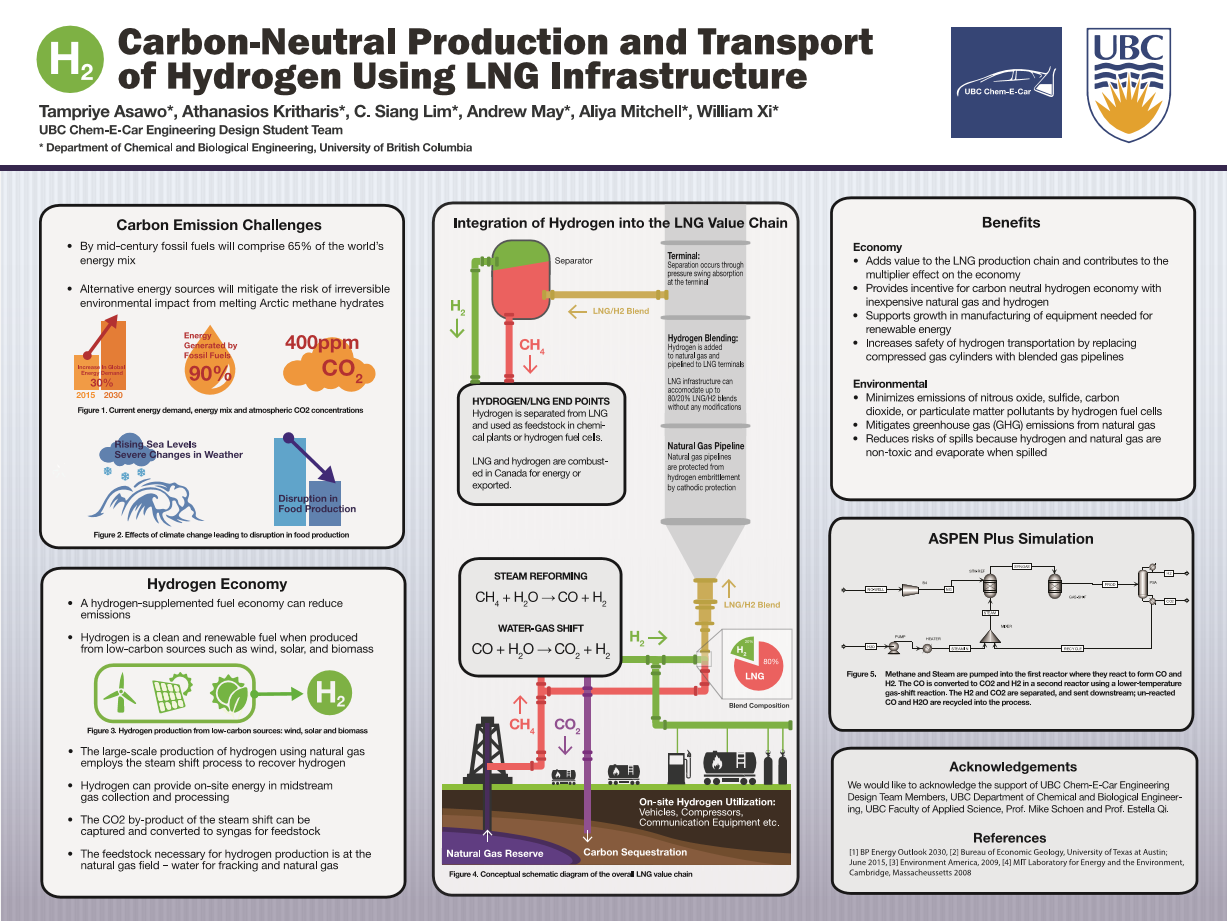 H2
Carbon-Neutral Production and Transport
of Hydrogen Using LNG Infrastructure
Tampriye Asawo*, Athanasios Kritharis*, C. Siang Lim*, Andrew May*, Aliya Mitchell*, William Xi*
UBC Chem-E-Car Engineering Design Student Team
* Department of Chemical and Biological Engineering, University of British Columbia
UBC Chem-E-Car
UBC
Carbon Emission Challenges
• By mid-century fossil fuels will comprise 65% of the world's
energy mix
• Alternative energy sources will mitigate the risk of irreversible
environmental impact from melting Arctic methane hydrates
Increase in Global
Energy Demand
30%
2015 2030
Energy
Generated by
Fossil Fuels
90%
400ppm
CO2
Figure 1. Current energy demand, energy mix and atmospheric CO2 concentrations
Rising Sea Levels
Severe Changes in Weather
Disruption in
Food Production
Figure 2. Effects of climate change leading to disruption in food production
Hydrogen Economy
• A hydrogen-supplemented fuel economy can reduce
emissions
• Hydrogen is a clean and renewable fuel when produced
from low-carbon sources such as wind, solar, and biomass
H2
Figure 3. Hydrogen production from low-carbon sources: wind, solar and biomass
• The large-scale production of hydrogen using natural gas
employs the steam shift process to recover hydrogen
• Hydrogen can provide on-site energy in midstream
gas collection and processing
• The CO2 by-product of the steam shift can be
captured and converted to syngas for feedstock
• The feedstock necessary for hydrogen production is at the
natural gas field – water for fracking and natural gas
Integration of Hydrogen into the LNG Value Chain
Separator
H2
LNG/H2 Blend
CH4
Terminal:
Separation occurs through
pressure swing absorption
at the terminal
Hydrogen Blending:
Hydrogen is added
to natural gas and
pipelined to LNG terminals
LNG infrastructure can
accomodate up to
80/20% LNG/H2 blends
without any modifications
Natural Gas Pipeline
Natural gas pipelines
are protected from
hydrogen embrittlement
by cathodic protection
HYDROGEN/LNG END POINTS
Hydrogen is separated from LNG
and used as feedstock in chemi-
cal plants or hydrogen fuel cells.
LNG and hydrogen are combust-
ed in Canada for energy or
exported.
STEAM REFORMING
CH4 + H2O → CO + H2
WATER-GAS SHIFT
CO + H2O → CO2 + H2
LNG/H2 Blend
H2
20%
H2
80%
LNG
Blend Composition
CH4
CO2
On-site Hydrogen Utilization:
Vehicles, Compressors,
Communication Equipment etc.
Natural Gas Reserve
Carbon Sequestration
Figure 4. Conceptual schematic diagram of the overall LNG value chain
Benefits
Economy
• Adds value to the LNG production chain and contributes to the
multiplier effect on the economy
• Provides incentive for carbon neutral hydrogen economy with
inexpensive natural gas and hydrogen
• Supports growth in manufacturing of equipment needed for
renewable energy
• Increases safety of hydrogen transportation by replacing
compressed gas cylinders with blended gas pipelines
Environmental
• Minimizes emissions of nitrous oxide, sulfide, carbon
dioxide, or particulate matter pollutants by hydrogen fuel cells
• Mitigates greenhouse gas (GHG) emissions from natural gas
• Reduces risks of spills because hydrogen and natural gas are
non-toxic and evaporate when spilled
ASPEN Plus Simulation
SYNGAS
GAS-SHIF
PROD
PSA
STEAM
MIXER
PUMP
HEATER
RECYCLE
Figure 5. Methane and Steam are pumped into the first reactor where they react to form CO and
H2. The CO is converted to CO2 and H2 in a second reactor using a lower-temperature
gas-shift reaction. The H2 and CO2 are separated, and sent downstream; un-reacted
CO and H2O are recycled into the process.
Acknowledgements
We would like to acknowledge the support of UBC Chem-E-Car Engineering
Design Team Members, UBC Department of Chemical and Biological Engineer-
ing, UBC Faculty of Applied Science, Prof. Mike Schoen and Prof. Estella Qi.
References
[1] BP Energy Outlook 2030, [2] Bureau of Economic Geology, University of Texas at Austin;
June 2015, [3] Environment America, 2009, [4] MIT Laboratory for Energy and the Environment,
Cambridge, Massacheussetts 2008